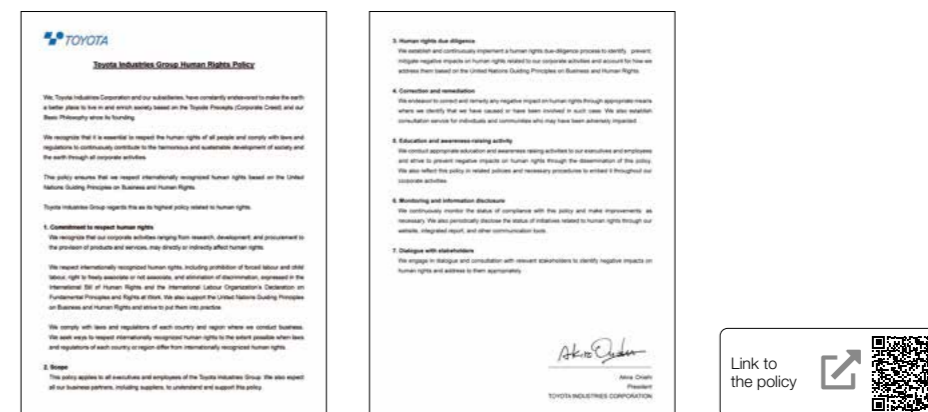 TOYOTA
Toyota Industries Group Human Rights Policy
We, Toyota Industries Corporation and our subsidiaries, have constantly endeavored to make the earth
a better place to live in and enrich society based on the Toyoda Precepts (Corporate Creed) and our
Basic Philosophy since its founding.
We recognize that it is essential to respect the human rights of all people and comply with laws and
regulations to continuously contribute to the harmonious and sustainable development of society and
the earth through all corporate activities.
This policy ensures that we respect internationally recognized human rights based on the United
Nations Guiding Principles on Business and Human Rights.
Toyota Industries Group regards this as its highest policy related to human rights.
1. Commitment to respect human rights
We recognize that our corporate activities ranging from research, development, and procurement to
the provision of products and services, may directly or indirectly affect human rights.
We respect internationally recognized human rights, including prohibition of forced labour and child
labour, right to freely associate or not associate, and elimination of discrimination, expressed in the
International Bill of Human Rights and the International Labour Organization's Declaration on
Fundamental Principles and Rights at Work. We also support the United Nations Guiding Principles
on Business and Human Rights and strive to put them into practice.
We comply with laws and regulations of each country and region where we conduct business.
We seek ways to respect internationally recognized human rights to the extent possible when laws
and regulations of each country or region differ from internationally recognized human rights.
2. Scope
This policy applies to all executives and employees of the Toyota Industries Group. We also expect
all our business partners, including suppliers, to understand and support this policy.
3. Human rights due diligence
We establish and continuously implement a human rights due diligence process to identify, prevent,
mitigate negative impacts on human rights related to our corporate activities and account for how we
address them based on the United Nations Guiding Principles on Business and Human Rights.
4. Correction and remediation
We endeavor to correct and remedy any negative impact on human rights through appropriate means
where we identify that we have caused or have been involved in such case. We also establish
consultation service for individuals and communities who may have been adversely impacted.
5. Education and awareness-raising activity
We conduct appropriate education and awareness raising activities to our executives and employees
and strive to prevent negative impacts on human rights through the dissemination of this policy.
We also reflect this policy in related policies and necessary procedures to embed it throughout our
corporate activities.
6. Monitoring and information disclosure
We continuously monitor the status of compliance with this policy and make improvements as
necessary. We also periodically disclose the status of initiatives related to human rights through our
website, integrated report, and other communication tools.
7. Dialogue with stakeholders
We engage in dialogue and consultation with relevant stakeholders to identify negative impacts on
human rights and address to them appropriately.
Akira Onishi
Akira Onishi
President
TOYOTA INDUSTRIES CORPORATION
Link to
the policy